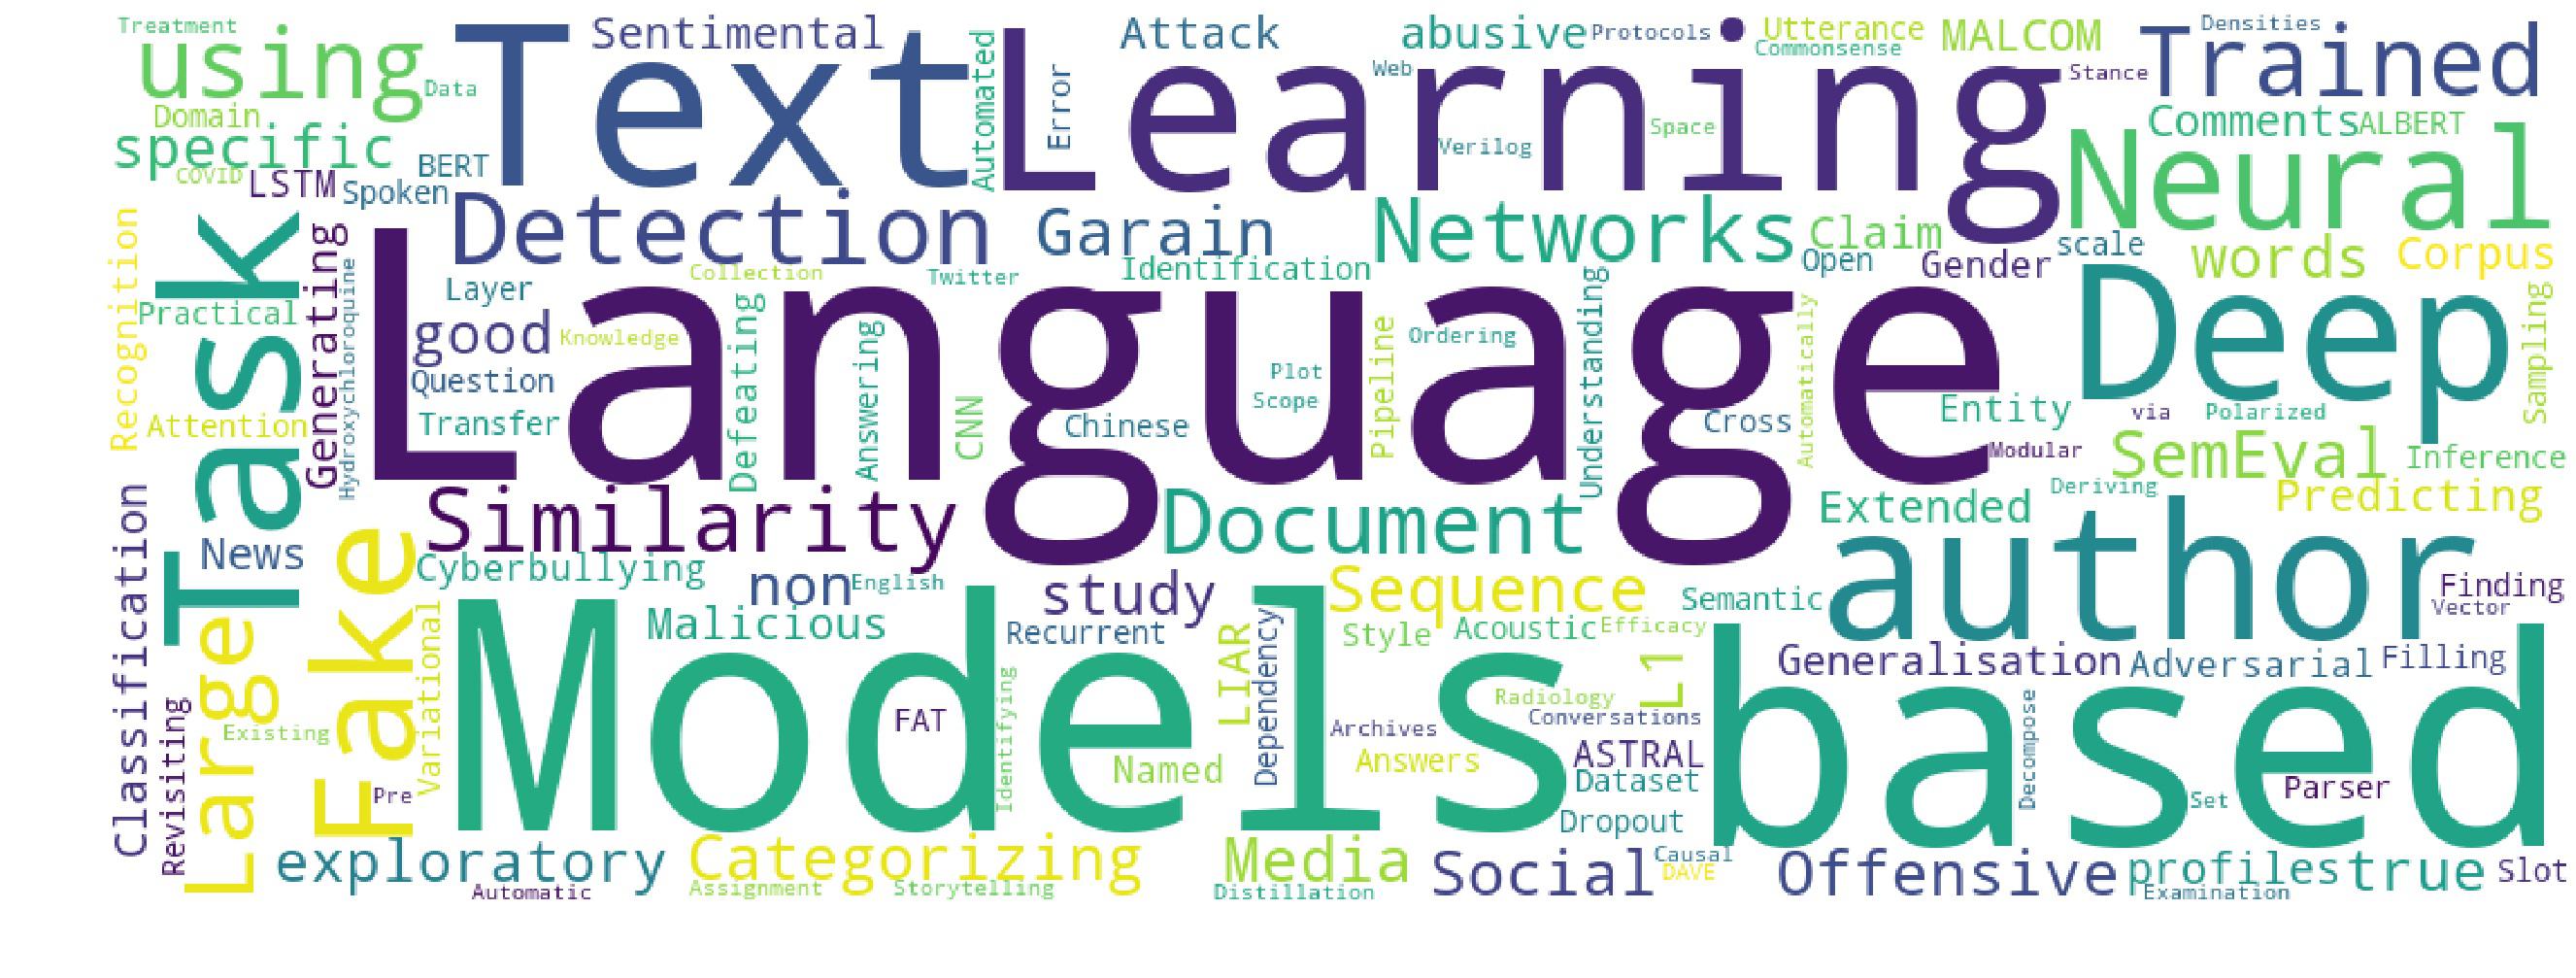 Treatment
using
Data
Domain
specific
COVID
BERT
LSTM
Spoken
Text
Sentimental
Automated
Learning
Error
Attack
abusive
Protocols
Web
Verilog
Space
Utterance
Commonsense
MALCOM
Stance
Trained
Densities
Comments
ALBERT
Neural
Detection
Garain
Networks
Claim
Open
Gender
scale
words
Corpus
Recognition
Task
Generating
Hydroxychloroquine
Practical
Attention
Layer
good
Question
Transfer
Knowledge
Collection
Twitter
Identification
Language
Defeating
Answering
CNN
Chinese
Plot
Scope
Pipeline
Ordering
Understanding
Cross
Automatically
Entity
Modular
Deep
via
Polarized
Sampling
SemEval
Inference
Deriving
Predicting
Similarity
Document
Extended
author
Classification
News
Fake
Large
Revisiting
Existing
Variational
Pre
Cyberbullying
non
English
Malicious
study
Recurrent
Sequence
Semantic
Style
Acoustic
Efficacy
Finding
Vector
Models
FAT
Identifying
Named
LIAR
Dependency
Archives
Answers
Radiology
Conversations
L1
ASTRAL
Dataset
Dropout
Generalisation
Adversarial
Filling
based
Decompose
Set
Parser
exploratory
Automatic
Categorizing
Assignment
Storytelling
Media
Distillation
Social
Causal
DAVE
Offensive
profiles
Examination
true
Slot